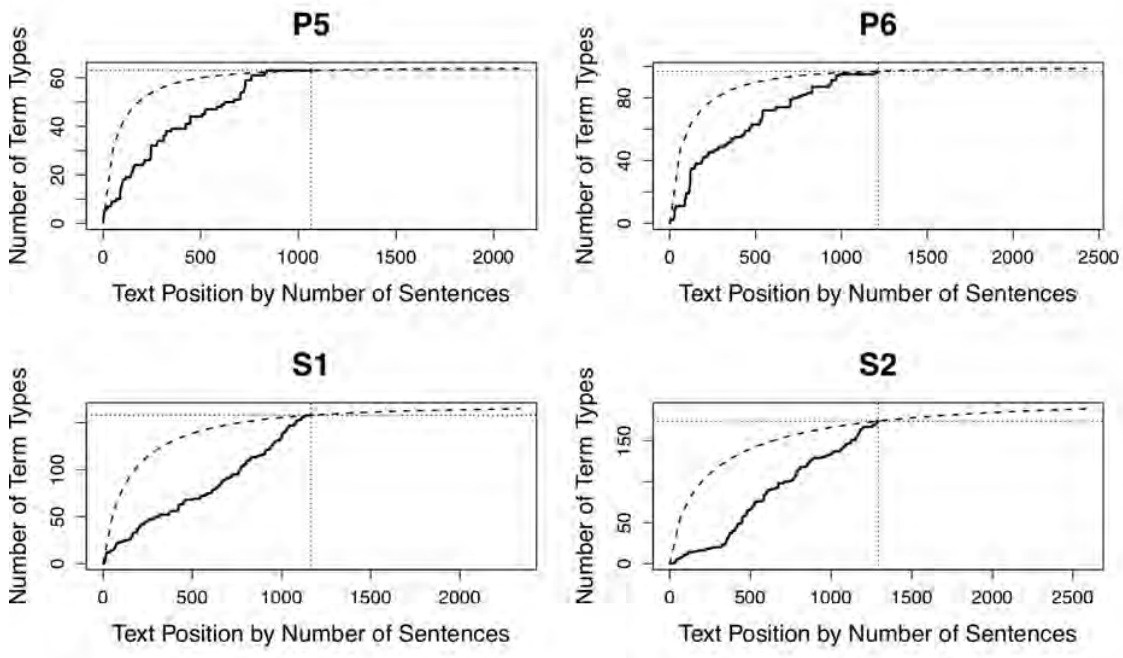 P5
Number of Term Types
0 20 40 60
0 500 1000 1500 2000
Text Position by Number of Sentences
P6
Number of Term Types
0 40 80
0 500 1000 1500 2000 2500
Text Position by Number of Sentences
S1
Number of Term Types
0 50 100
0 500 1000 1500 2000
Text Position by Number of Sentences
S2
Number of Term Types
0 50 150
0 500 1000 1500 2000 2500
Text Position by Number of Sentences